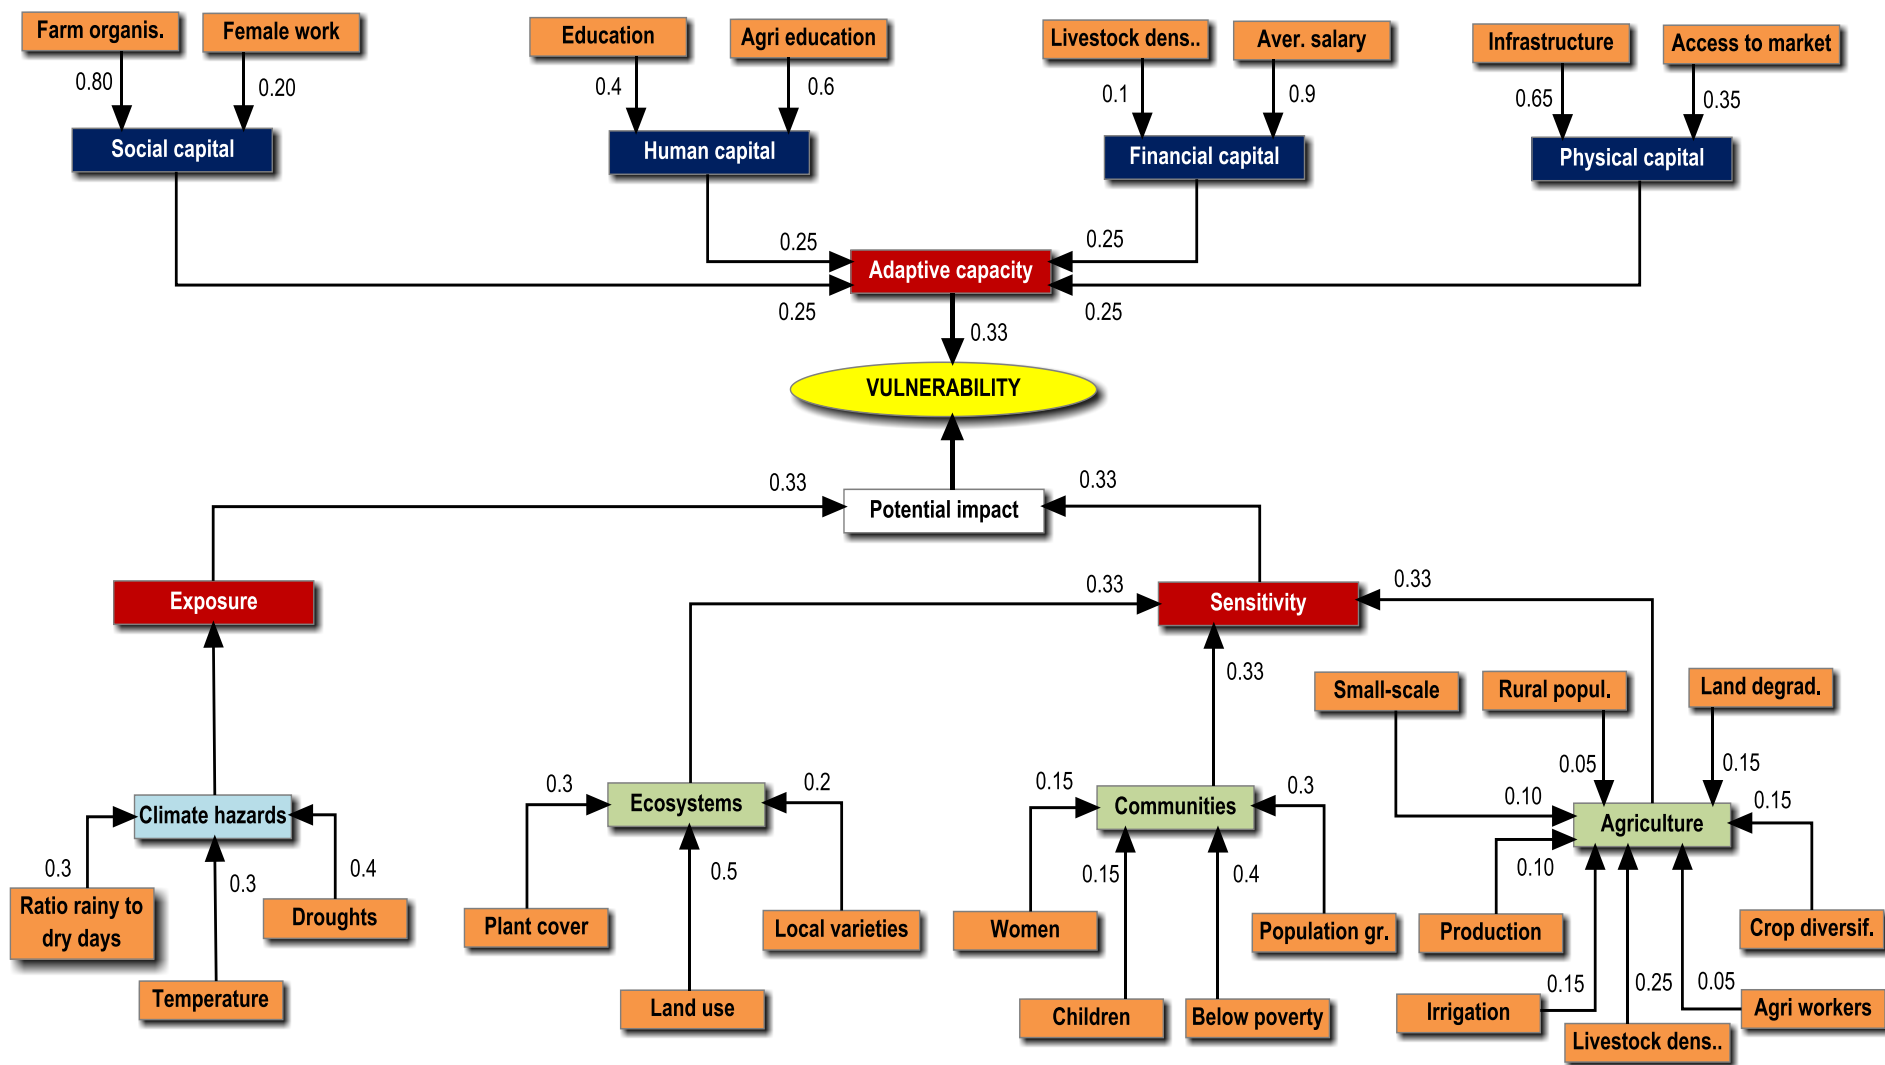 Farm organis.
Female work
Education
Agri education
Livestock dens..
Aver. salary
Infrastructure
Access to market
0.80
0.20
0.4
0.6
0.1
0.9
0.65
0.35
Social capital
Human capital
Financial capital
Physical capital
0.25
0.25
Adaptive capacity
0.25
0.25
0.33
VULNERABILITY
0.33
0.33
Potential impact
Exposure
0.33
Sensitivity
0.33
0.33
Small-scale
Rural popul.
Land degrad.
0.05
0.15
0.3
Ecosystems
0.2
0.15
Communities
0.3
0.10
0.15
Climate hazards
Agriculture
0.3
0.3
0.4
0.5
0.15
0.4
0.10
Ratio rainy to
dry days
Droughts
Plant cover
Local varieties
Women
Population gr.
Production
Crop diversif.
Temperature
Land use
Children
Below poverty
0.15
0.25
0.05
Irrigation
Agri workers
Livestock dens..